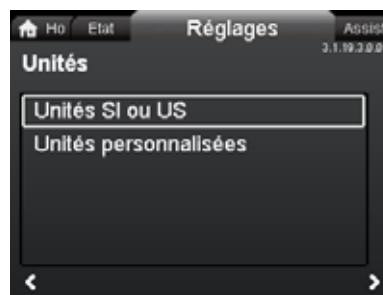 Ho Etat Réglages Assis
3.1.19.3.0.0
Unités
Unités SI ou US
Unités personnalisées